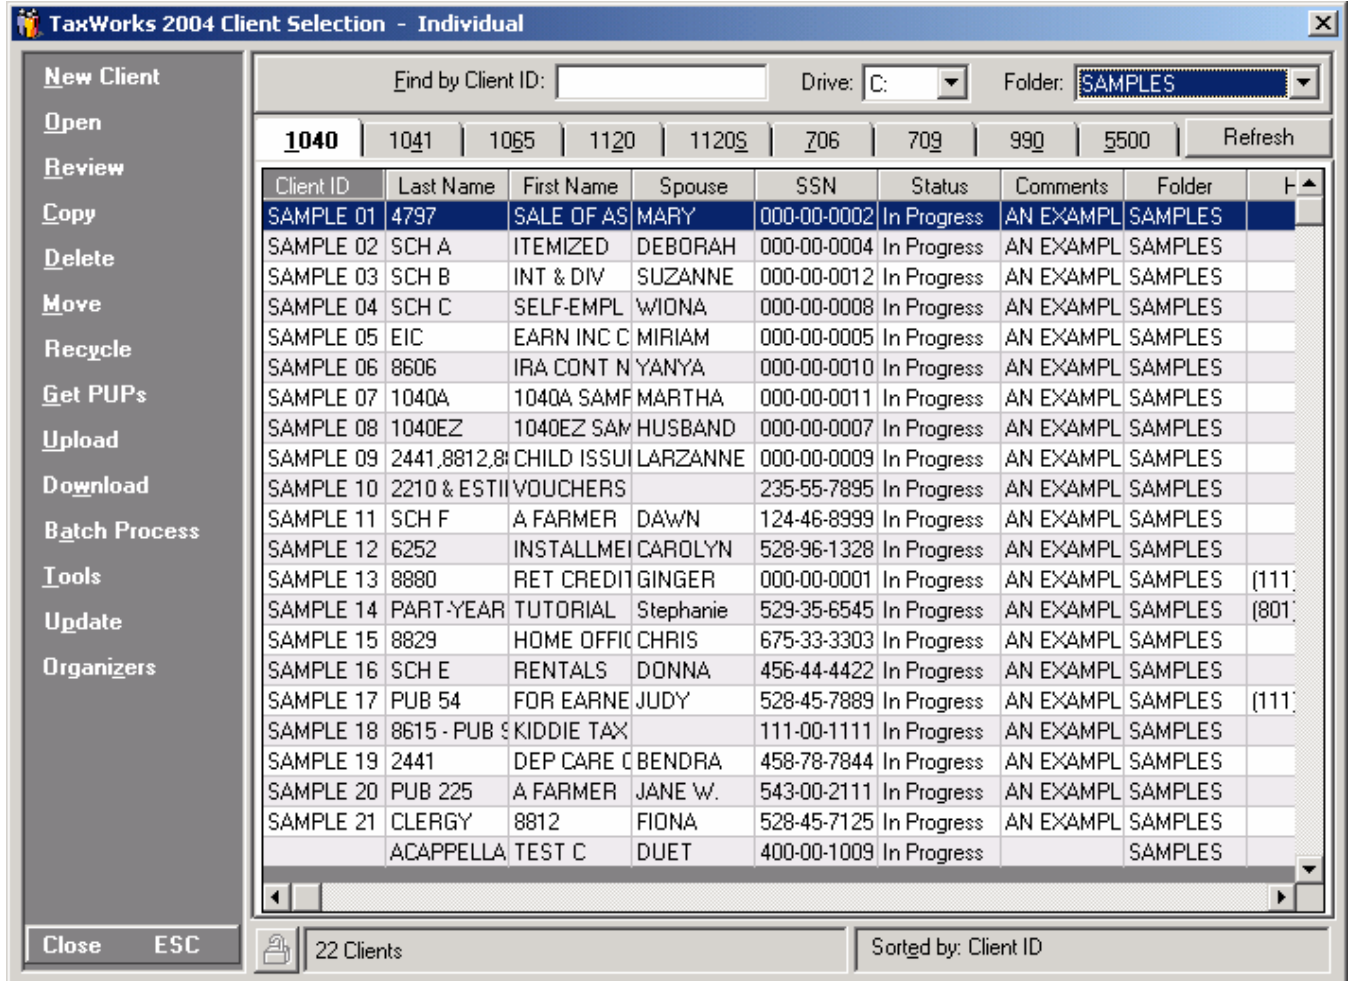 TaxWorks 2004 Client Selection - Individual
New Client
Open
Review
Copy
Delete
Move
Recycle
Get PUPs
Upload
Download
Batch Process
Tools
Update
Organizers
Close ESC
Find by Client ID: Drive: C: Folder: SAMPLES
1040 1041 1065 1120 1120S 706 709 990 5500 Refresh
Client ID Last Name First Name Spouse SSN Status Comments Folder H
SAMPLE 01 4797 SALE OF AS MARY 000-00-0002 In Progress AN EXAMPL SAMPLES
SAMPLE 02 SCH A ITEMIZED DEBORAH 000-00-0004 In Progress AN EXAMPL SAMPLES
SAMPLE 03 SCH B INT & DIV SUZANNE 000-00-0012 In Progress AN EXAMPL SAMPLES
SAMPLE 04 SCH C SELF-EMPL WIONA 000-00-0008 In Progress AN EXAMPL SAMPLES
SAMPLE 05 EIC EARN INC C MIRIAM 000-00-0005 In Progress AN EXAMPL SAMPLES
SAMPLE 06 8606 IRA CONT N YANYA 000-00-0010 In Progress AN EXAMPL SAMPLES
SAMPLE 07 1040A 1040A SAMP MARTHA 000-00-0011 In Progress AN EXAMPL SAMPLES
SAMPLE 08 1040EZ 1040EZ SAM HUSBAND 000-00-0007 In Progress AN EXAMPL SAMPLES
SAMPLE 09 2441,8812,88 CHILD ISSUI LARZANNE 000-00-0009 In Progress AN EXAMPL SAMPLES
SAMPLE 10 2210 & ESTII VOUCHERS 235-55-7895 In Progress AN EXAMPL SAMPLES
SAMPLE 11 SCH F A FARMER DAWN 124-46-8999 In Progress AN EXAMPL SAMPLES
SAMPLE 12 6252 INSTALLMEI CAROLYN 528-96-1328 In Progress AN EXAMPL SAMPLES
SAMPLE 13 8880 RET CREDIT GINGER 000-00-0001 In Progress AN EXAMPL SAMPLES (111)
SAMPLE 14 PART-YEAR TUTORIAL Stephanie 529-35-6545 In Progress AN EXAMPL SAMPLES (801)
SAMPLE 15 8829 HOME OFFIC CHRIS 675-33-3303 In Progress AN EXAMPL SAMPLES
SAMPLE 16 SCH E RENTALS DONNA 456-44-4422 In Progress AN EXAMPL SAMPLES
SAMPLE 17 PUB 54 FOR EARNE JUDY 528-45-7889 In Progress AN EXAMPL SAMPLES (111)
SAMPLE 18 8615 - PUB S KIDDIE TAX 111-00-1111 In Progress AN EXAMPL SAMPLES
SAMPLE 19 2441 DEP CARE C BENDRA 458-78-7844 In Progress AN EXAMPL SAMPLES
SAMPLE 20 PUB 225 A FARMER JANE W. 543-00-2111 In Progress AN EXAMPL SAMPLES
SAMPLE 21 CLERGY 8812 FIONA 528-45-7125 In Progress AN EXAMPL SAMPLES
ACAPPELLA TEST C DUET 400-00-1009 In Progress SAMPLES
22 Clients Sorted by: Client ID